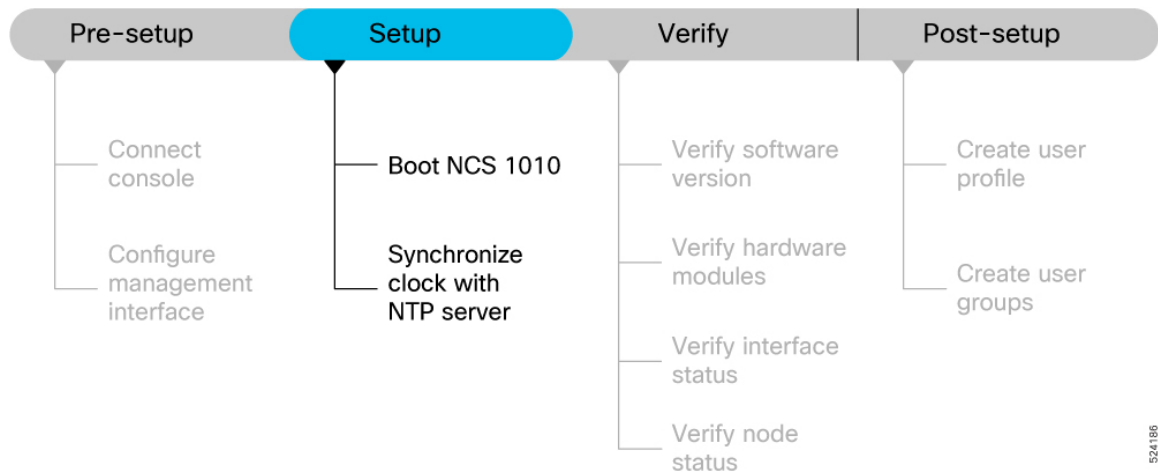 Pre-setup
Setup
Verify
Post-setup
Connect
console
Configure
management
interface
Boot NCS 1010
Synchronize
clock with
NTP server
Verify software
version
Verify hardware
modules
Verify interface
status
Verify node
status
Create user
profile
Create user
groups
524186